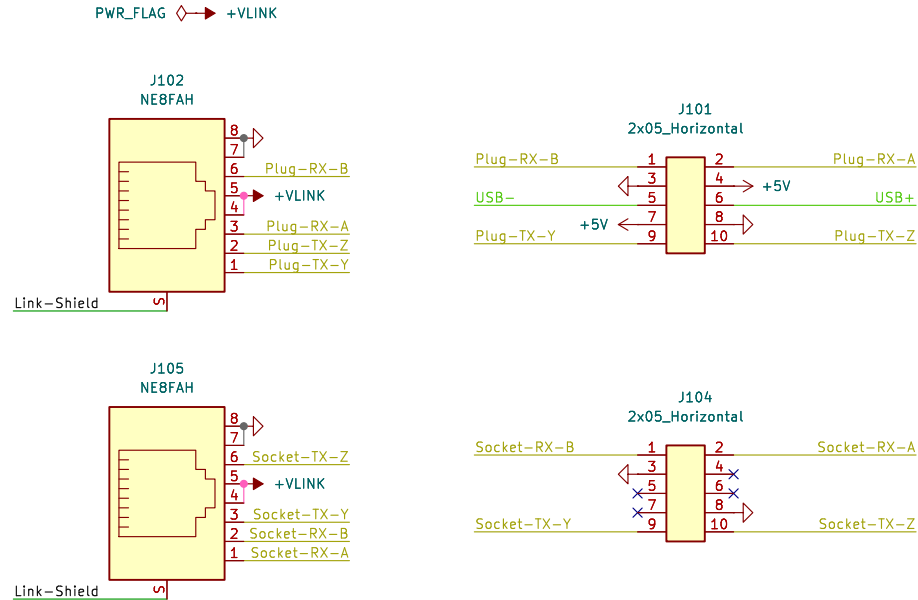 PWR_FLAG +VLINK
J102
NE8FAH
8
7
6 Plug-RX-B
5 +VLINK
4
3 Plug-RX-A
2 Plug-TX-Z
1 Plug-TX-Y
S
Link-Shield
J101
2x05_Horizontal
Plug-RX-B 1 2 Plug-RX-A
3 4 +5V
USB- 5 6 USB+
+5V 7 8
Plug-TX-Y 9 10 Plug-TX-Z
J105
NE8FAH
8
7
6 Socket-TX-Z
5 +VLINK
4
3 Socket-TX-Y
2 Socket-RX-B
1 Socket-RX-A
S
Link-Shield
J104
2x05_Horizontal
Socket-RX-B 1 2 Socket-RX-A
3 4
5 6
7 8
Socket-TX-Y 9 10 Socket-TX-Z